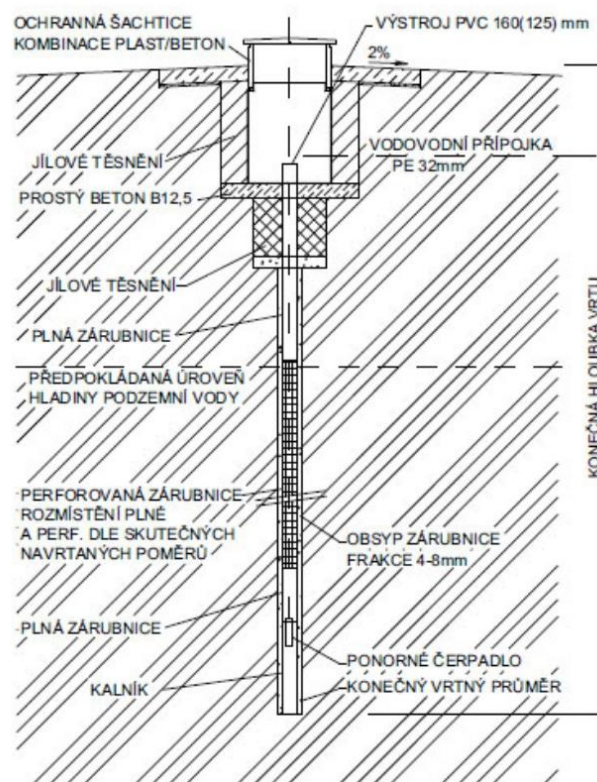 OCHRANNÁ ŠACHTICE
KOMBINACE PLAST/BETON
VÝSTROJ PVC 160(125) mm
2%
JÍLOVÉ TĚSNĚNÍ
VODOVODNÍ PŘÍPOJKA
PE 32mm
PROSTÝ BETON B12,5
JÍLOVÉ TĚSNĚNÍ
PLNÁ ZÁRUBNICE
PŘEDPOKLÁDANÁ ÚROVEŇ
HLADINY PODZEMNÍ VODY
KONEČNÁ HLOUBKA VRTU
PERFOROVANÁ ZÁRUBNICE
ROZMÍSTĚNÍ PLNÉ
A PERF. DLE SKUTEČNÝCH
NAVRTANÝCH POMĚRŮ
OBSYP ZÁRUBNICE
FRAKCE 4-8mm
PLNÁ ZÁRUBNICE
PONORNÉ ČERPADLO
KALNÍK
KONEČNÝ VRTNÝ PRŮMĚR